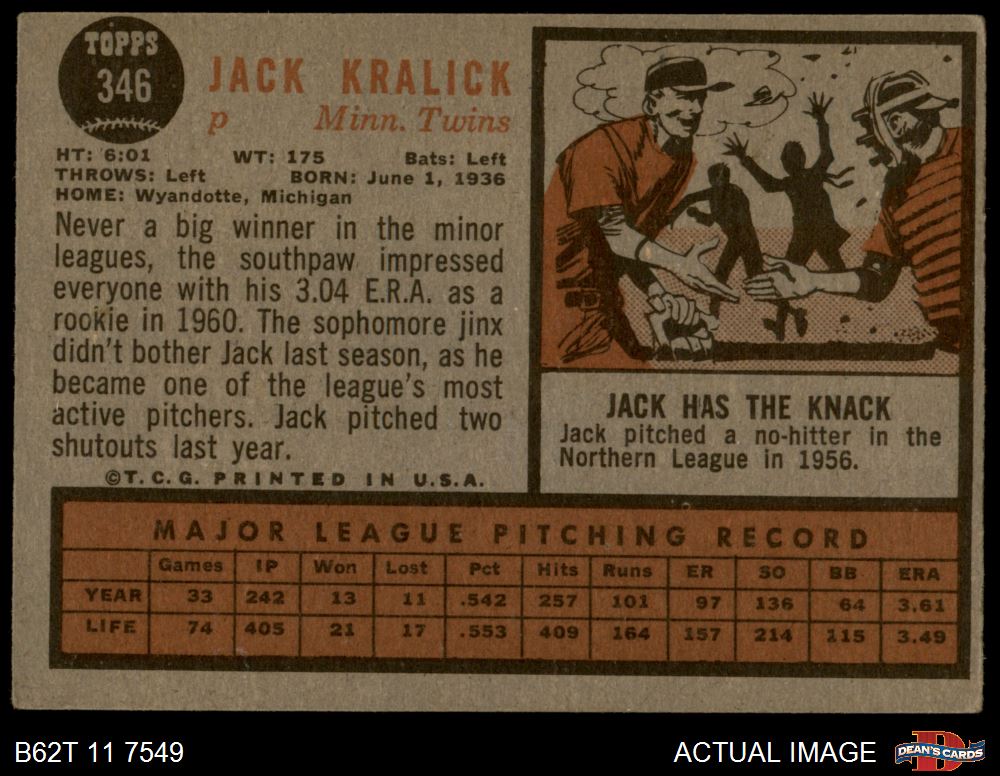 TOPPS
346
JACK KRALICK
p Minn. Twins
HT: 6:01 WT: 175 Bats: Left
THROWS: Left BORN: June 1, 1936
HOME: Wyandotte, Michigan
Never a big winner in the minor
leagues, the southpaw impressed
everyone with his 3.04 E.R.A. as a
rookie in 1960. The sophomore jinx
didn't bother Jack last season, as he
became one of the league's most
active pitchers. Jack pitched two
shutouts last year.
©T.C.G. PRINTED IN U.S.A.
JACK HAS THE KNACK
Jack pitched a no-hitter in the
Northern League in 1956.
MAJOR LEAGUE PITCHING RECORD
Games IP Won Lost Pct Hits Runs ER SO BB ERA
YEAR 33 242 13 11 .542 257 101 97 136 64 3.61
LIFE 74 405 21 17 .553 409 164 157 214 115 3.49
B62T 11 7549
ACTUAL IMAGE
D
DEAN'S CARDS